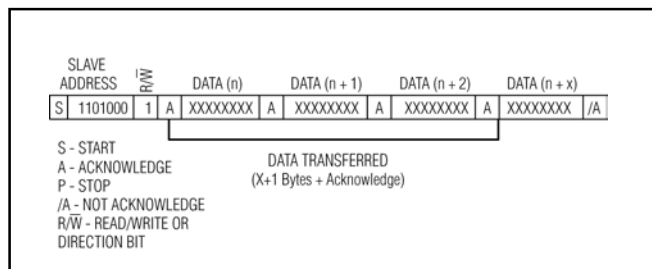 SLAVE
ADDRESS R/W̅ DATA (n) DATA (n + 1) DATA (n + 2) DATA (n + x)
S 1101000 1 A XXXXXXXX A XXXXXXXX A XXXXXXXX A XXXXXXXX /A
S - START
A - ACKNOWLEDGE
P - STOP
/A - NOT ACKNOWLEDGE
R/W̅ - READ/WRITE OR
DIRECTION BIT
DATA TRANSFERRED
(X+1 Bytes + Acknowledge)